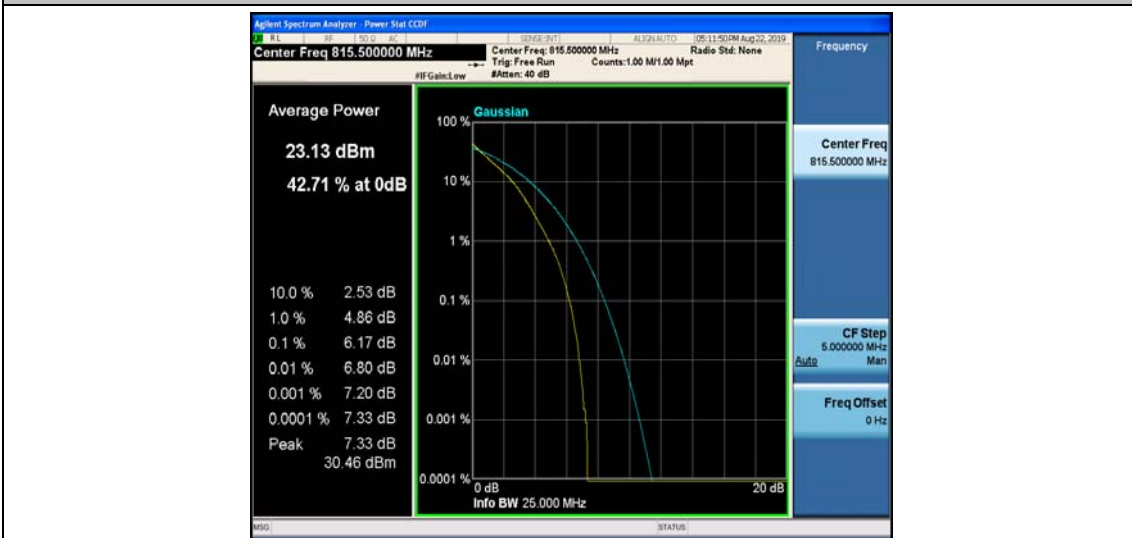 Agilent Spectrum Analyzer - Power Stat CCDF
RL RF 50 Ω AC SENSE:INT ALIGN AUTO 05:11:50PM Aug 22, 2019
Center Freq 815.500000 MHz
Center Freq: 815.500000 MHz Radio Std: None
Trig: Free Run Counts:1.00 M/1.00 Mpt
#IFGain:Low #Atten: 40 dB
Frequency
Average Power
23.13 dBm
42.71 % at 0dB
10.0 % 2.53 dB
1.0 % 4.86 dB
0.1 % 6.17 dB
0.01 % 6.80 dB
0.001 % 7.20 dB
0.0001 % 7.33 dB
Peak 7.33 dB
30.46 dBm
Gaussian
100 %
10 %
1 %
0.1 %
0.01 %
0.001 %
0.0001 %
0 dB 20 dB
Info BW 25.000 MHz
Center Freq
815.500000 MHz
CF Step
5.000000 MHz
Auto Man
Freq Offset
0 Hz
MSG STATUS